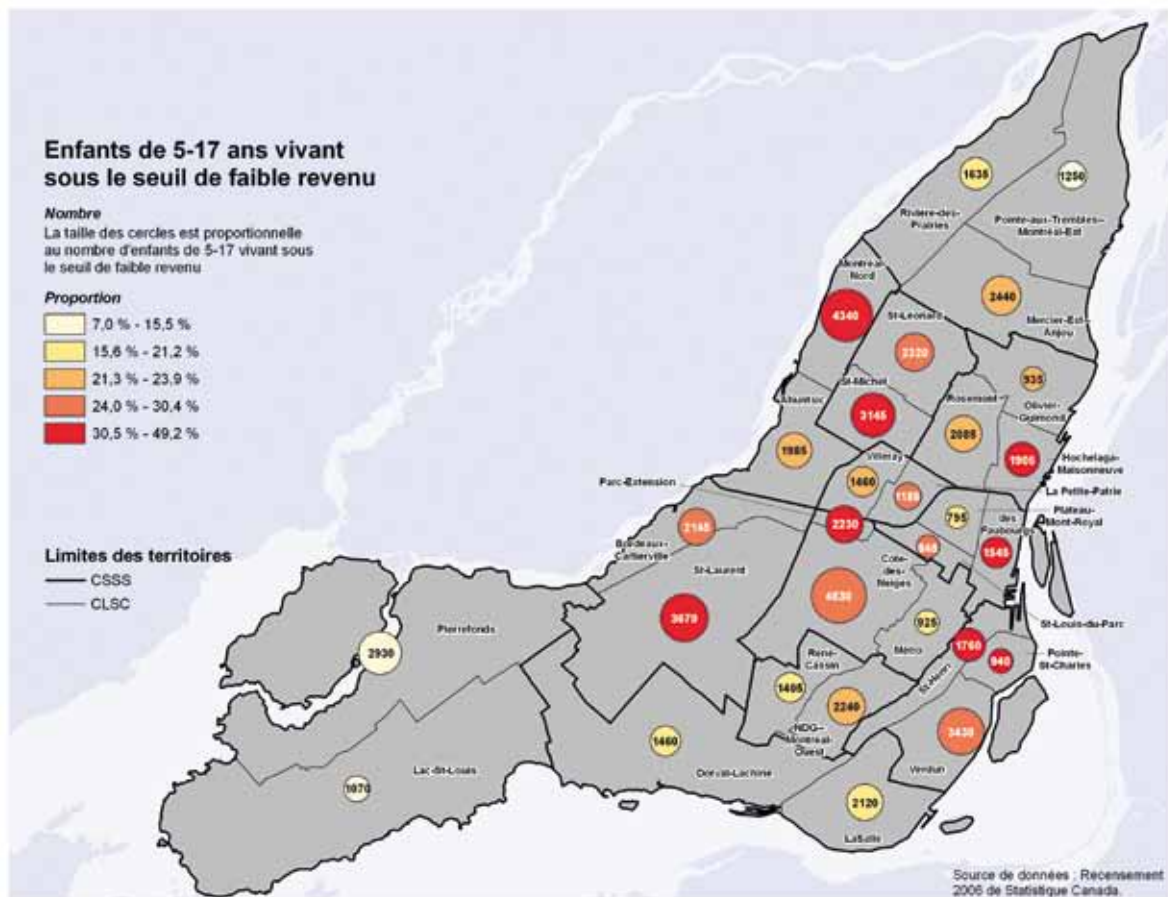 Enfants de 5-17 ans vivant
sous le seuil de faible revenu
Nombre
La taille des cercles est proportionnelle
au nombre d'enfants de 5-17 vivant sous
le seuil de faible revenu
Proportion
7,0 % - 15,5 %
15,6 % - 21,2 %
21,3 % - 23,9 %
24,0 % - 30.4 %
30,5 % - 49,2 %
Limites des territoires
CSSS
CLSC
1635
1250
Rivière-des-
Prairies
Pointe-aux-Trembles–
Montréal-Est
Montréal-
Nord
2440
4340
St-Léonard
Mercier-Est–
Anjou
2320
St-Michel
935
Ahuntsic
3145
Rosemont
Olivier-
Guimond
2085
1985
1905
Villeray
Hochelaga-
Maisonneuve
Parc-Extension
1460
La Petite-Patrie
795
Plateau-
Mont-Royal
2230
des
Faubourgs
Bordeaux-
Cartierville
1545
St-Laurent
Côte-
des-
Neiges
4830
St-Louis-du-Parc
925
Pierrefonds
2930
Métro
1760
Pointe-
St-Charles
René-
Cassin
940
1405
St-Henri
2240
NDG–
Montréal-
Ouest
3430
1460
Lac-St-Louis
Dorval-Lachine
Verdun
1070
2120
LaSalle
Source de données : Recensement
2006 de Statistique Canada.